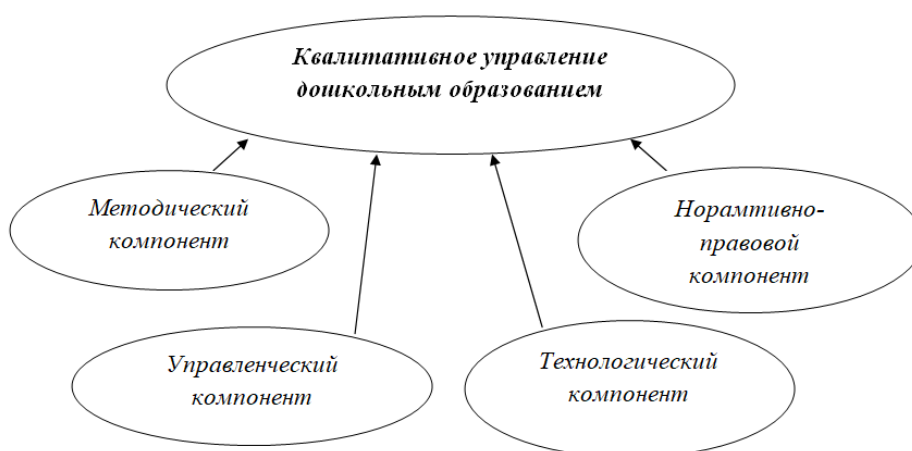 Квалитативное управление
дошкольным образованием
Методический
компонент
Норамтивно-
правовой
компонент
Управленческий
компонент
Технологический
компонент